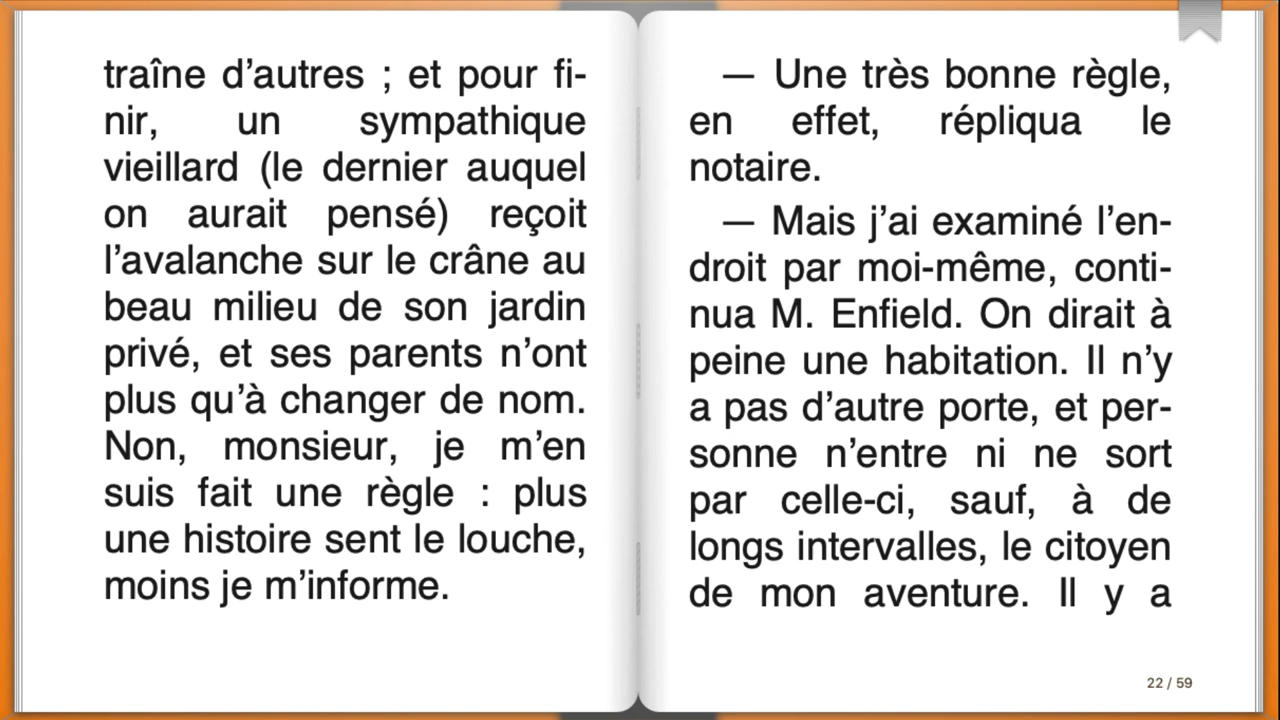 traîne d’autres ; et pour fi-
nir, un sympathique
vieillard (le dernier auquel
on aurait pensé) reçoit
l’avalanche sur le crâne au
beau milieu de son jardin
privé, et ses parents n’ont
plus qu’à changer de nom.
Non, monsieur, je m’en
suis fait une règle : plus
une histoire sent le louche,
moins je m’informe.
— Une très bonne règle,
en effet, répliqua le
notaire.
— Mais j’ai examiné l’en-
droit par moi-même, conti-
nua M. Enfield. On dirait à
peine une habitation. Il n’y
a pas d’autre porte, et per-
sonne n’entre ni ne sort
par celle-ci, sauf, à de
longs intervalles, le citoyen
de mon aventure. Il y a
22 / 59